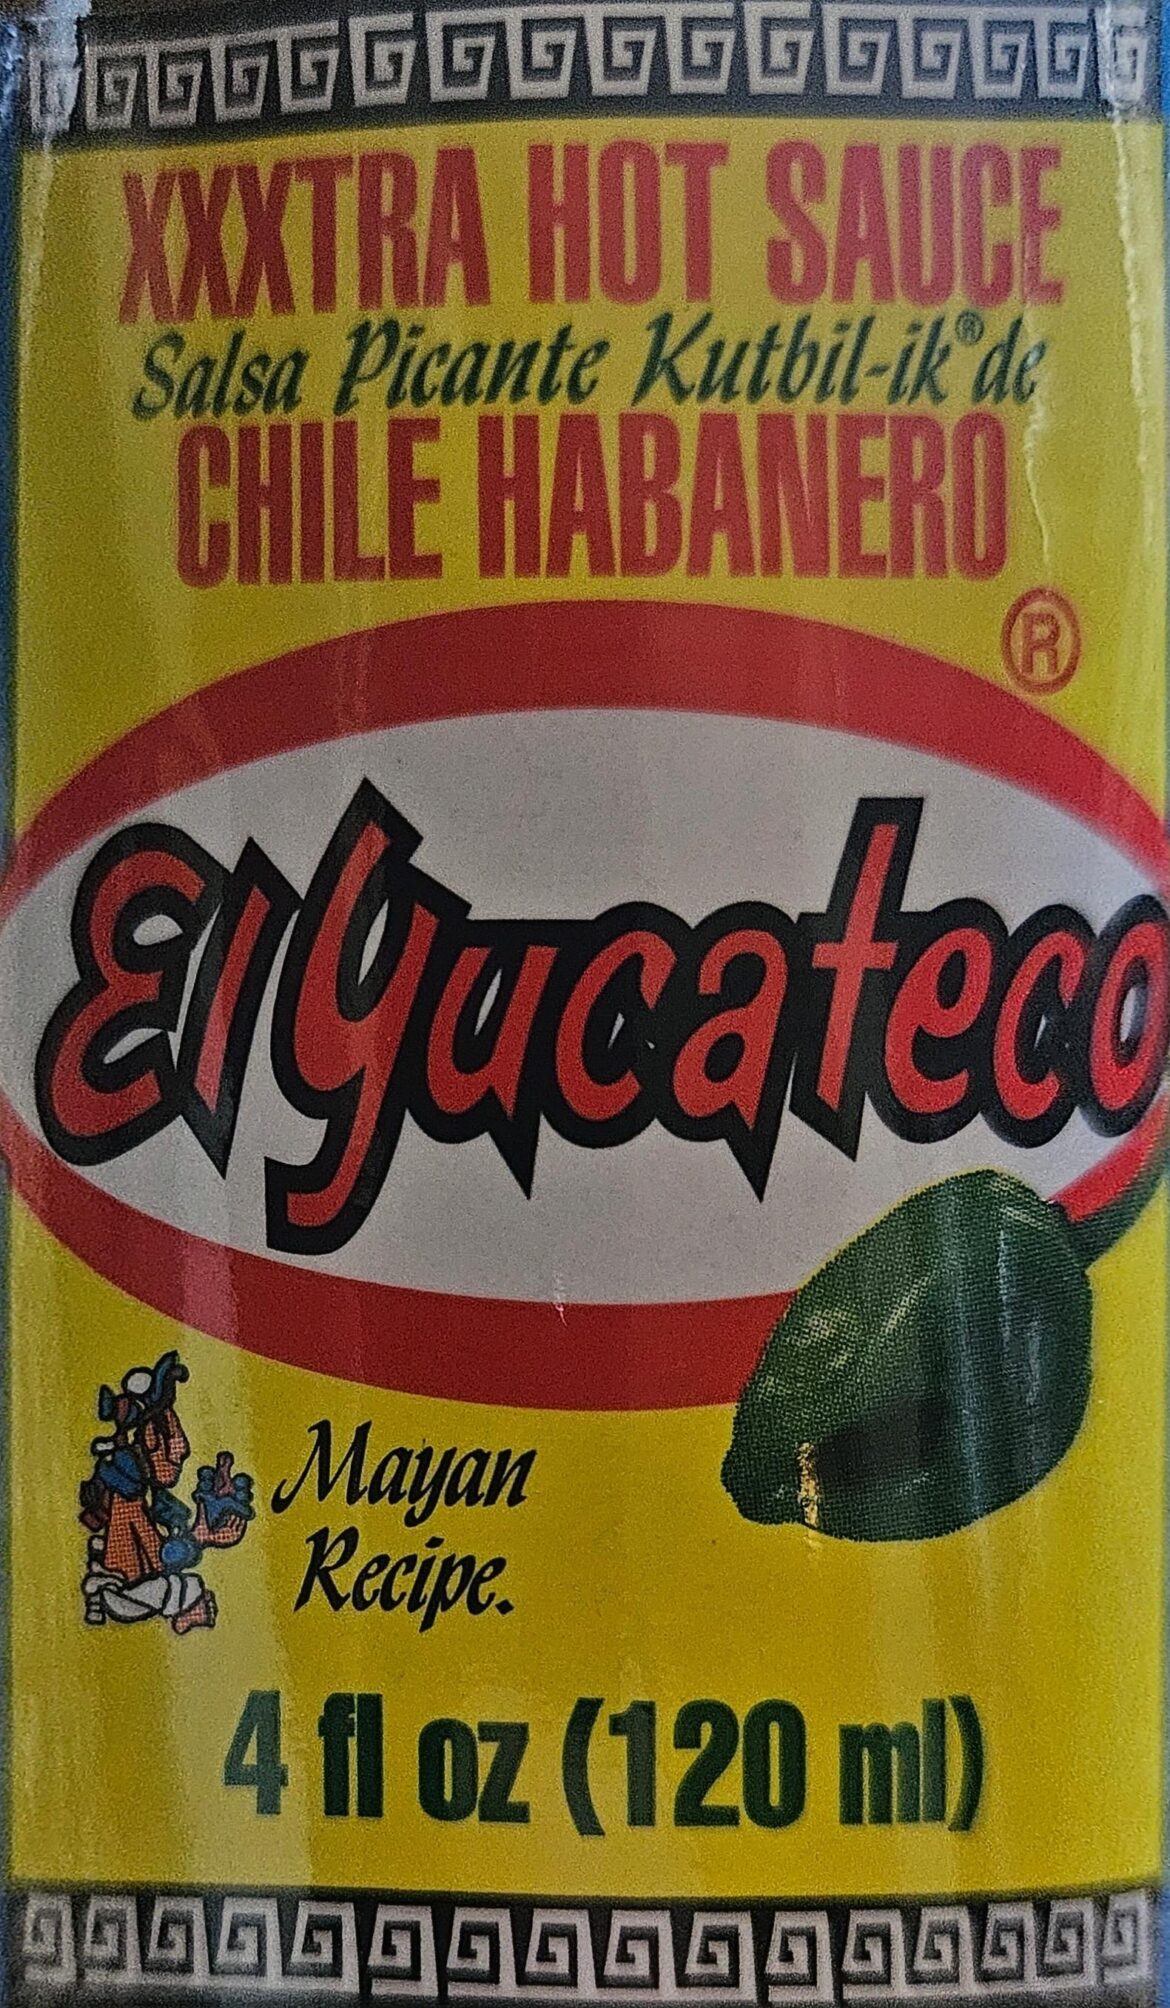 XXXTRA HOT SAUCE
Salsa Picante Kutbil-ik® de
CHILE HABANERO
®
El Yucateco
Mayan
Recipe.
4 fl oz (120 ml)